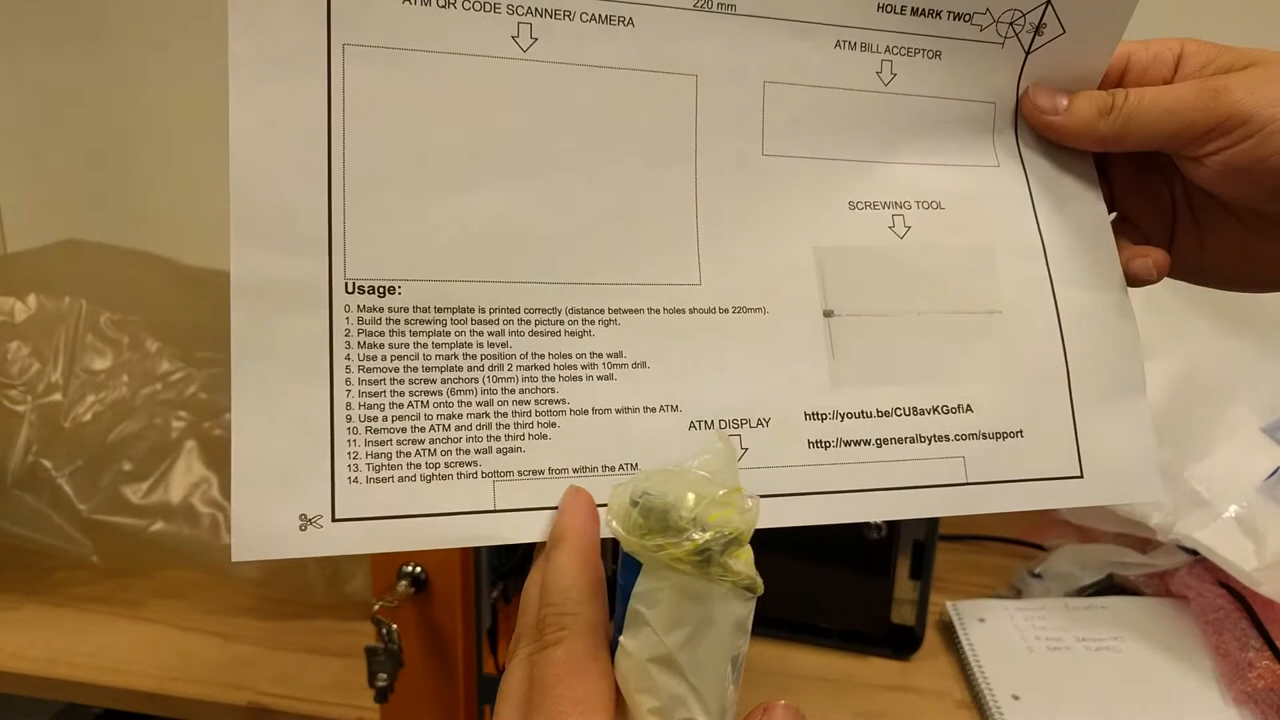 ATM QR CODE SCANNER/ CAMERA
220 mm
HOLE MARK TWO
ATM BILL ACCEPTOR
SCREWING TOOL
Usage:
0. Make sure that template is printed correctly (distance between the holes should be 220mm).
1. Build the screwing tool based on the picture on the right.
2. Place this template on the wall into desired height.
3. Make sure the template is level.
4. Use a pencil to mark the position of the holes on the wall.
5. Remove the template and drill 2 marked holes with 10mm drill.
6. Insert the screw anchors (10mm) into the holes in wall.
7. Insert the screws (6mm) into the anchors.
8. Hang the ATM onto the wall on new screws.
9. Use a pencil to make mark the third bottom hole from within the ATM.
10. Remove the ATM and drill the third hole.
11. Insert screw anchor into the third hole.
12. Hang the ATM on the wall again.
13. Tighten the top screws.
14. Insert and tighten third bottom screw from within the ATM.
ATM DISPLAY
http://youtu.be/CU8avKGofiA
http://www.generalbytes.com/support